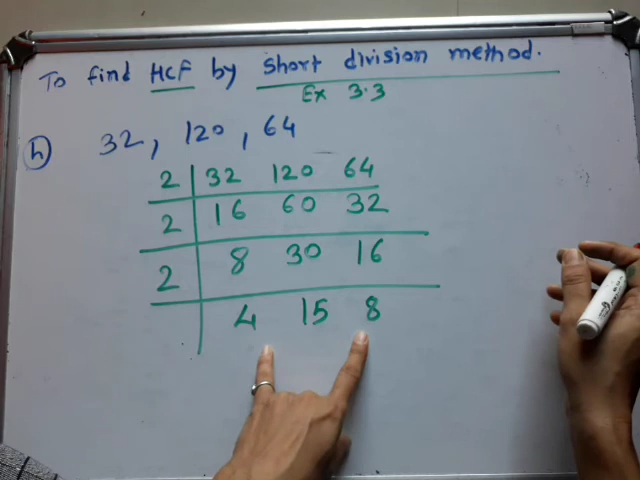 To find HCF by Short division method.
Ex 3.3
h) 32, 120, 64
2 32 120 64
2 16 60 32
2 8 30 16
4 15 8